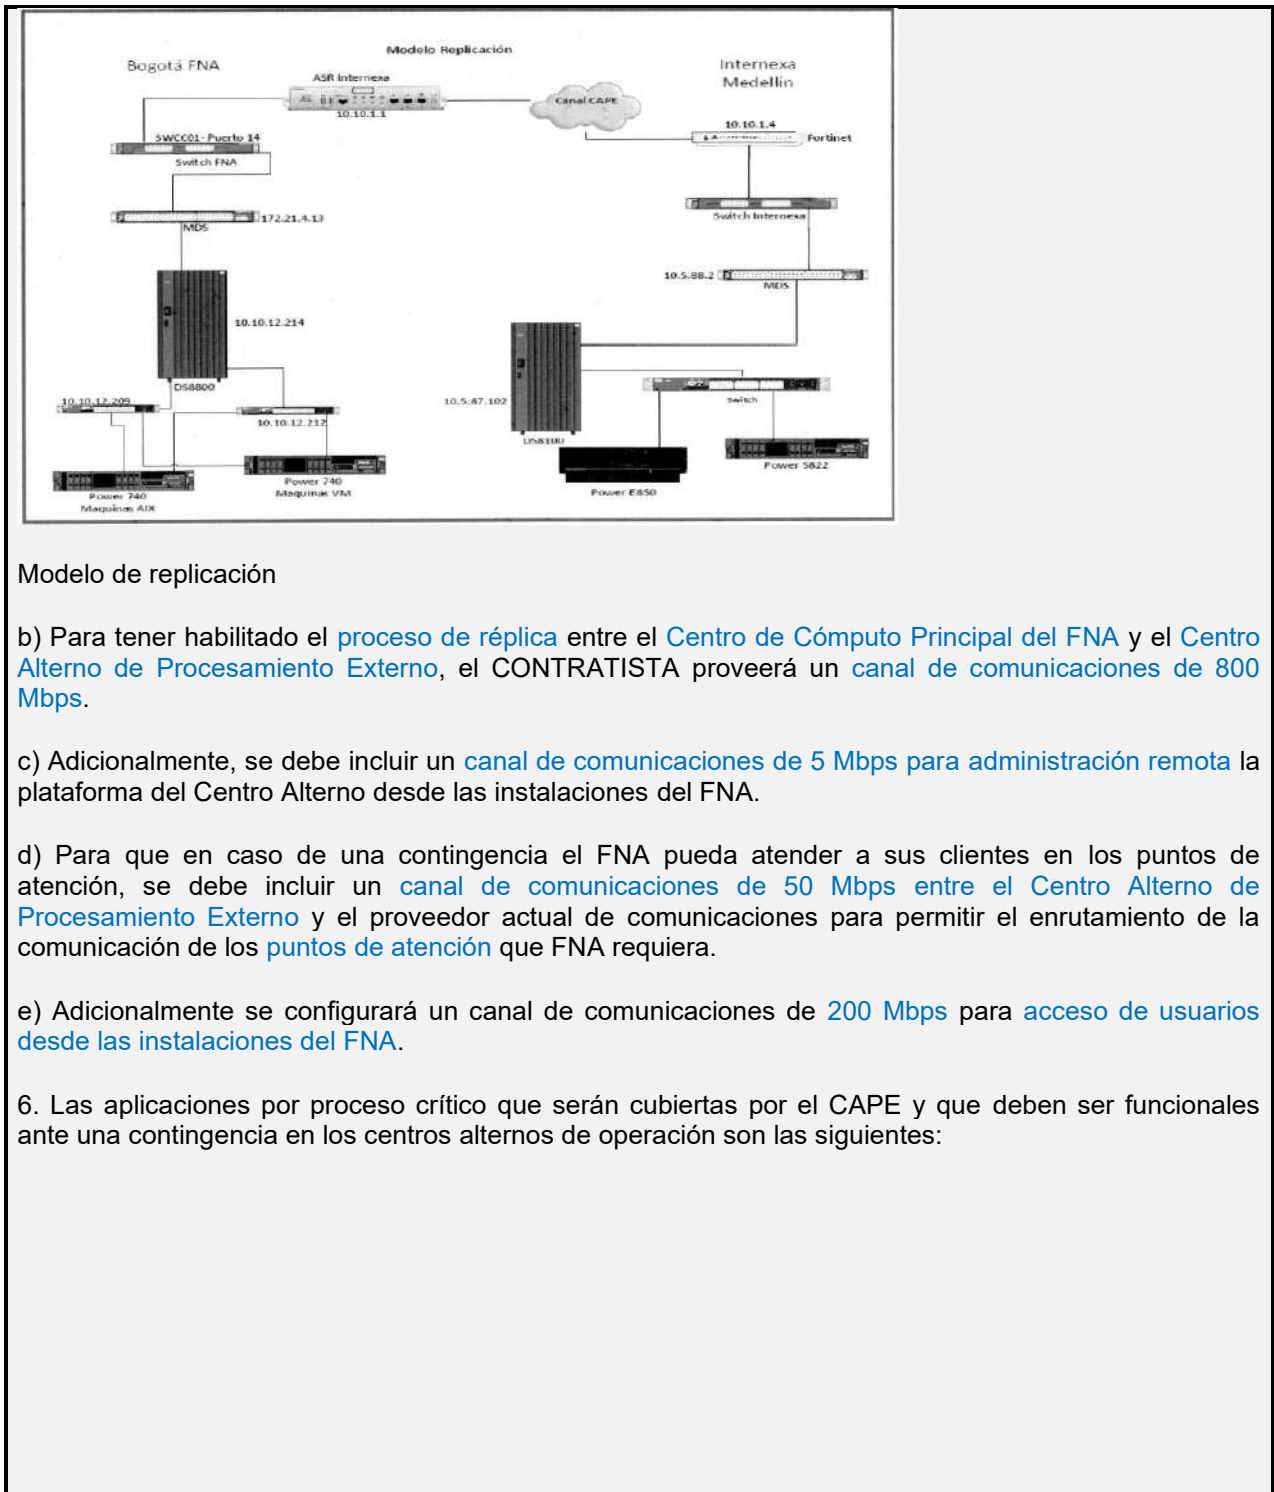 Modelo Replicación
Bogotá FNA
Internexa
Medellin
ASR Internexa
10.10.1.1
Canal CAPE
10.10.1.4
Fortinet
SWCC01- Puerto 14
Switch FNA
Switch Internexa
172.21.4.13
MDS
10.5.88.2
MDS
10.10.12.214
DS8800
10.10.12.209
10.10.12.212
10.5.87.102
DS8100
Switch
Power 740
Maquinas AIX
Power 740
Maquinas VM
Power E850
Power S822
Modelo de replicación
b) Para tener habilitado el proceso de réplica entre el Centro de Cómputo Principal del FNA y el Centro
Alterno de Procesamiento Externo, el CONTRATISTA proveerá un canal de comunicaciones de 800
Mbps.
c) Adicionalmente, se debe incluir un canal de comunicaciones de 5 Mbps para administración remota la
plataforma del Centro Alterno desde las instalaciones del FNA.
d) Para que en caso de una contingencia el FNA pueda atender a sus clientes en los puntos de
atención, se debe incluir un canal de comunicaciones de 50 Mbps entre el Centro Alterno de
Procesamiento Externo y el proveedor actual de comunicaciones para permitir el enrutamiento de la
comunicación de los puntos de atención que FNA requiera.
e) Adicionalmente se configurará un canal de comunicaciones de 200 Mbps para acceso de usuarios
desde las instalaciones del FNA.
6. Las aplicaciones por proceso crítico que serán cubiertas por el CAPE y que deben ser funcionales
ante una contingencia en los centros alternos de operación son las siguientes: